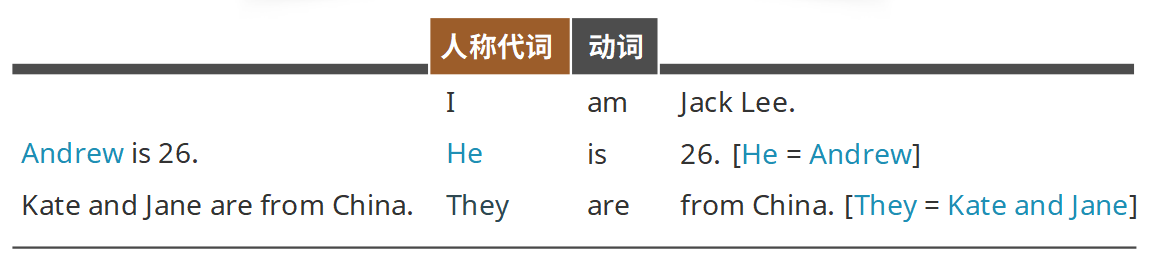 人称代词 动词
I am Jack Lee.
Andrew is 26. He is 26. [He = Andrew]
Kate and Jane are from China. They are from China. [They = Kate and Jane]